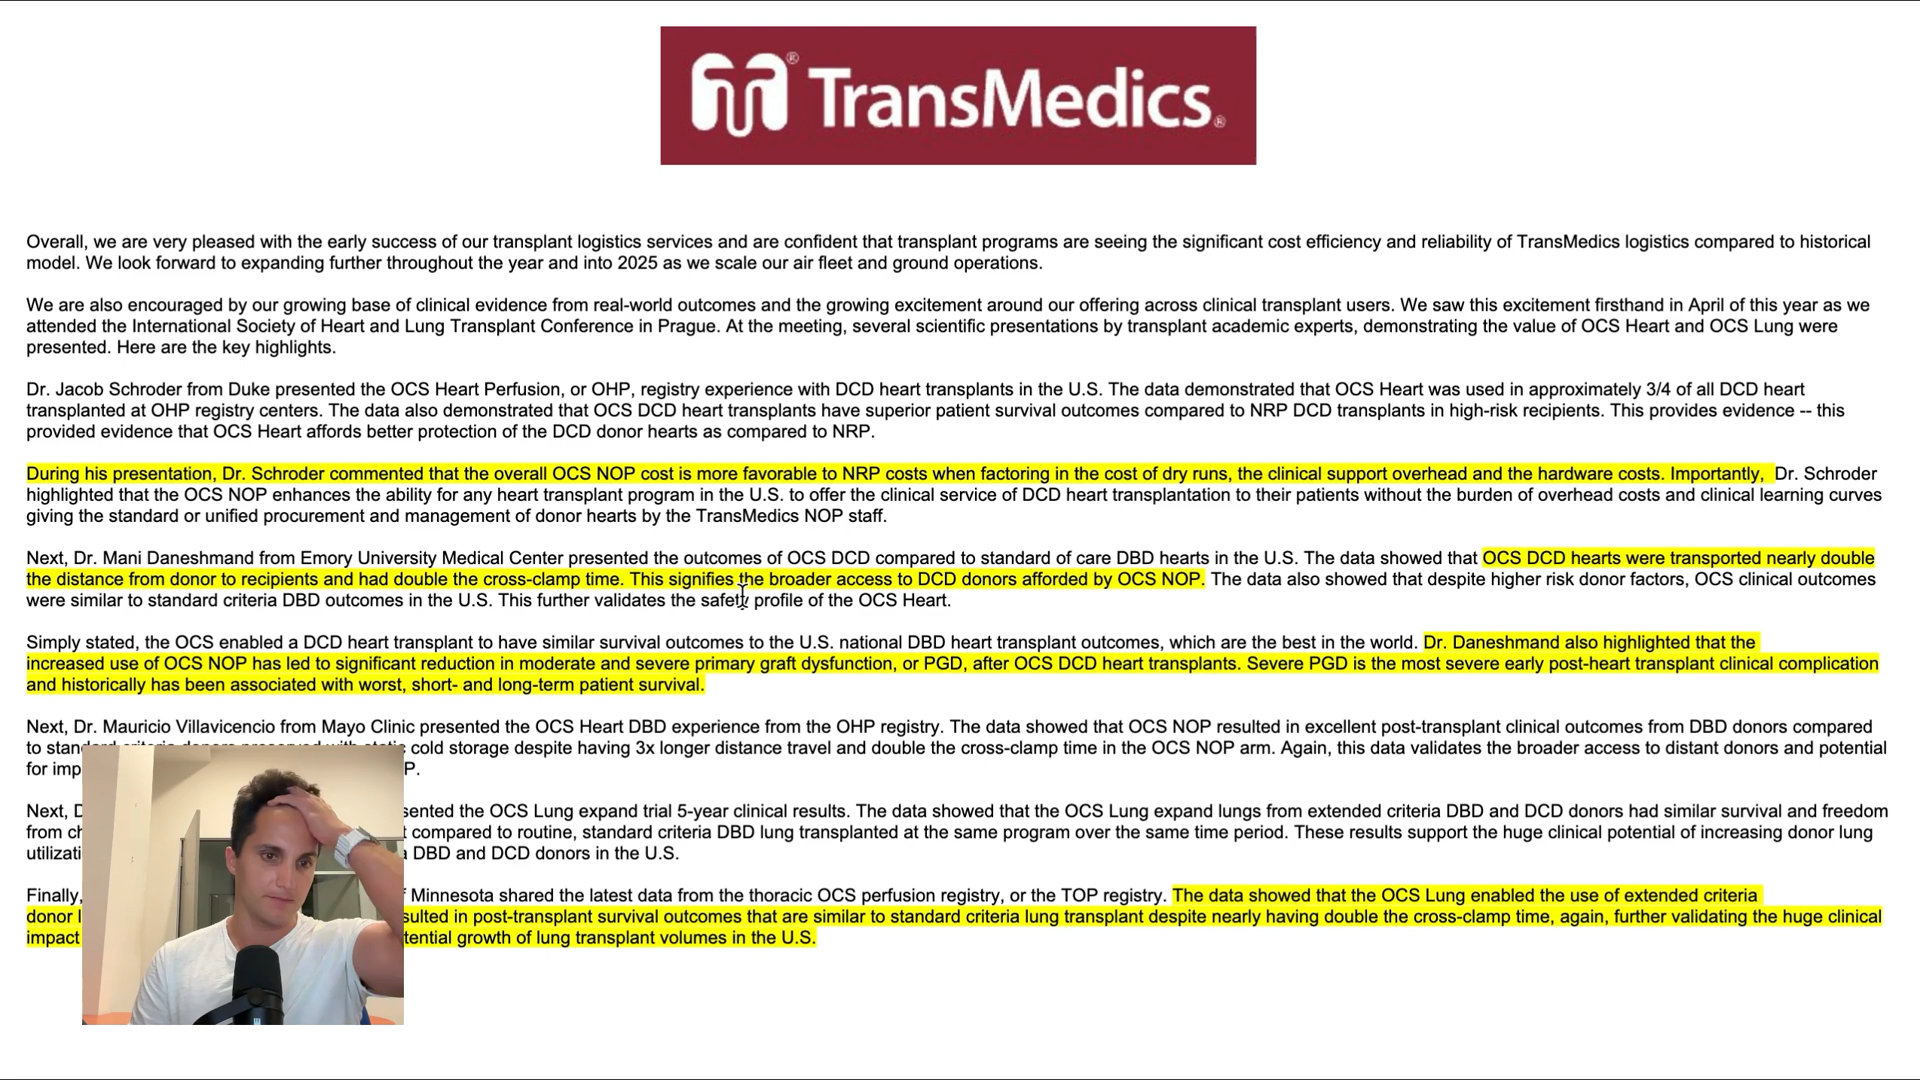 TransMedics
Overall, we are very pleased with the early success of our transplant logistics services and are confident that transplant programs are seeing the significant cost efficiency and reliability of TransMedics logistics compared to historical
model. We look forward to expanding further throughout the year and into 2025 as we scale our air fleet and ground operations.
We are also encouraged by our growing base of clinical evidence from real-world outcomes and the growing excitement around our offering across clinical transplant users. We saw this excitement firsthand in April of this year as we
attended the International Society of Heart and Lung Transplant Conference in Prague. At the meeting, several scientific presentations by transplant academic experts, demonstrating the value of OCS Heart and OCS Lung were
presented. Here are the key highlights.
Dr. Jacob Schroder from Duke presented the OCS Heart Perfusion, or OHP, registry experience with DCD heart transplants in the U.S. The data demonstrated that OCS Heart was used in approximately 3/4 of all DCD heart
transplanted at OHP registry centers. The data also demonstrated that OCS DCD heart transplants have superior patient survival outcomes compared to NRP DCD transplants in high-risk recipients. This provides evidence -- this
provided evidence that OCS Heart affords better protection of the DCD donor hearts as compared to NRP.
During his presentation, Dr. Schroder commented that the overall OCS NOP cost is more favorable to NRP costs when factoring in the cost of dry runs, the clinical support overhead and the hardware costs. Importantly, Dr. Schroder
highlighted that the OCS NOP enhances the ability for any heart transplant program in the U.S. to offer the clinical service of DCD heart transplantation to their patients without the burden of overhead costs and clinical learning curves
giving the standard or unified procurement and management of donor hearts by the TransMedics NOP staff.
Next, Dr. Mani Daneshmand from Emory University Medical Center presented the outcomes of OCS DCD compared to standard of care DBD hearts in the U.S. The data showed that OCS DCD hearts were transported nearly double
the distance from donor to recipients and had double the cross-clamp time. This signifies the broader access to DCD donors afforded by OCS NOP. The data also showed that despite higher risk donor factors, OCS clinical outcomes
were similar to standard criteria DBD outcomes in the U.S. This further validates the safety profile of the OCS Heart.
Simply stated, the OCS enabled a DCD heart transplant to have similar survival outcomes to the U.S. national DBD heart transplant outcomes, which are the best in the world. Dr. Daneshmand also highlighted that the
increased use of OCS NOP has led to significant reduction in moderate and severe primary graft dysfunction, or PGD, after OCS DCD heart transplants. Severe PGD is the most severe early post-heart transplant clinical complication
and historically has been associated with worst, short- and long-term patient survival.
Next, Dr. Mauricio Villavicencio from Mayo Clinic presented the OCS Heart DBD experience from the OHP registry. The data showed that OCS NOP resulted in excellent post-transplant clinical outcomes from DBD donors compared
to cold storage despite having 3x longer distance travel and double the cross-clamp time in the OCS NOP arm. Again, this data validates the broader access to distant donors and potential
for
Next, the OCS Lung expand trial 5-year clinical results. The data showed that the OCS Lung expand lungs from extended criteria DBD and DCD donors had similar survival and freedom
from compared to routine, standard criteria DBD lung transplanted at the same program over the same time period. These results support the huge clinical potential of increasing donor lung
DBD and DCD donors in the U.S.
Finally, Minnesota shared the latest data from the thoracic OCS perfusion registry, or the TOP registry. The data showed that the OCS Lung enabled the use of extended criteria
donor in post-transplant survival outcomes that are similar to standard criteria lung transplant despite nearly having double the cross-clamp time, again, further validating the huge clinical
impact growth of lung transplant volumes in the U.S.